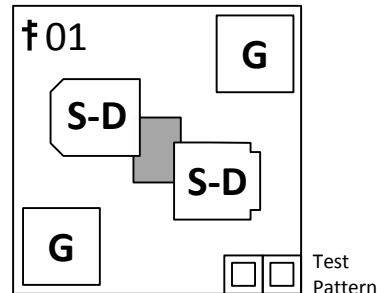 †01
G
S-D
S-D
G
Test
Pattern